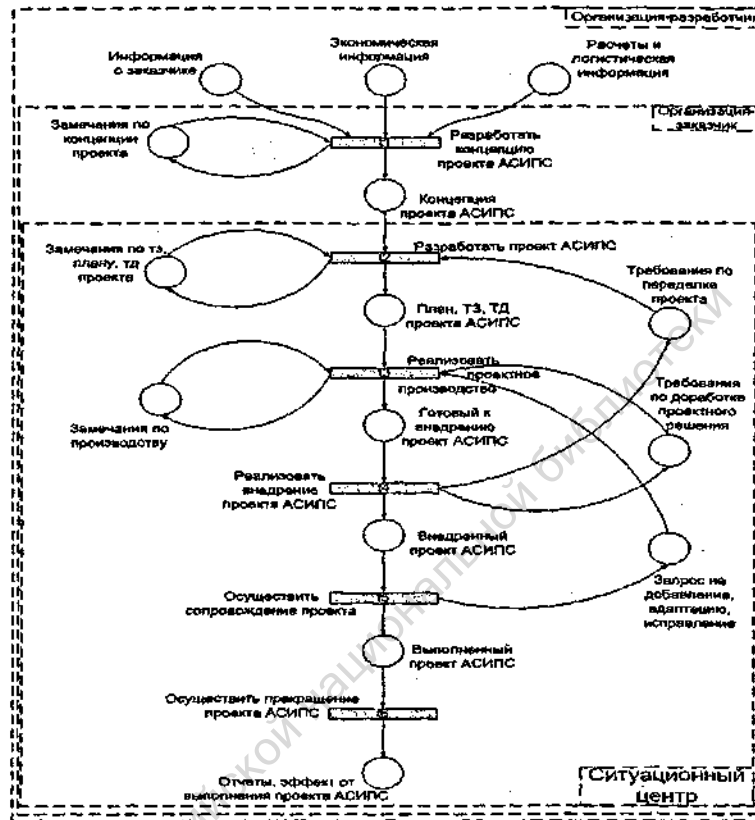 Организация-разработчик
Информация
о заказчике
Экономическая
информация
Расчеты и
логистическая
информация
Организация-
заказчик
Замечания по
концепции
проекта
Разработать
концепцию
проекта АСИПС
Концепция
проекта АСИПС
Замечания по тз,
плану, тд
проекта
Разработать проект АСИПС
Требования по
переделке
проекта
План, ТЗ, ТД
проекта АСИПС
Реализовать
проектное
производство
Требования
по доработке
проектного
решения
Замечания по
производству
Готовый к
внедрению
проект АСИПС
Реализовать
внедрение
проекта АСИПС
Внедренный
проект АСИПС
Запрос на
добавление,
адаптацию,
исправление
Осуществить
сопровождение проекта
Выполненный
проект АСИПС
Осуществить прекращение
проекта АСИПС
Отчеты, эффект от
выполнения проекта АСИПС
Ситуационный
центр
национальной библиотеки